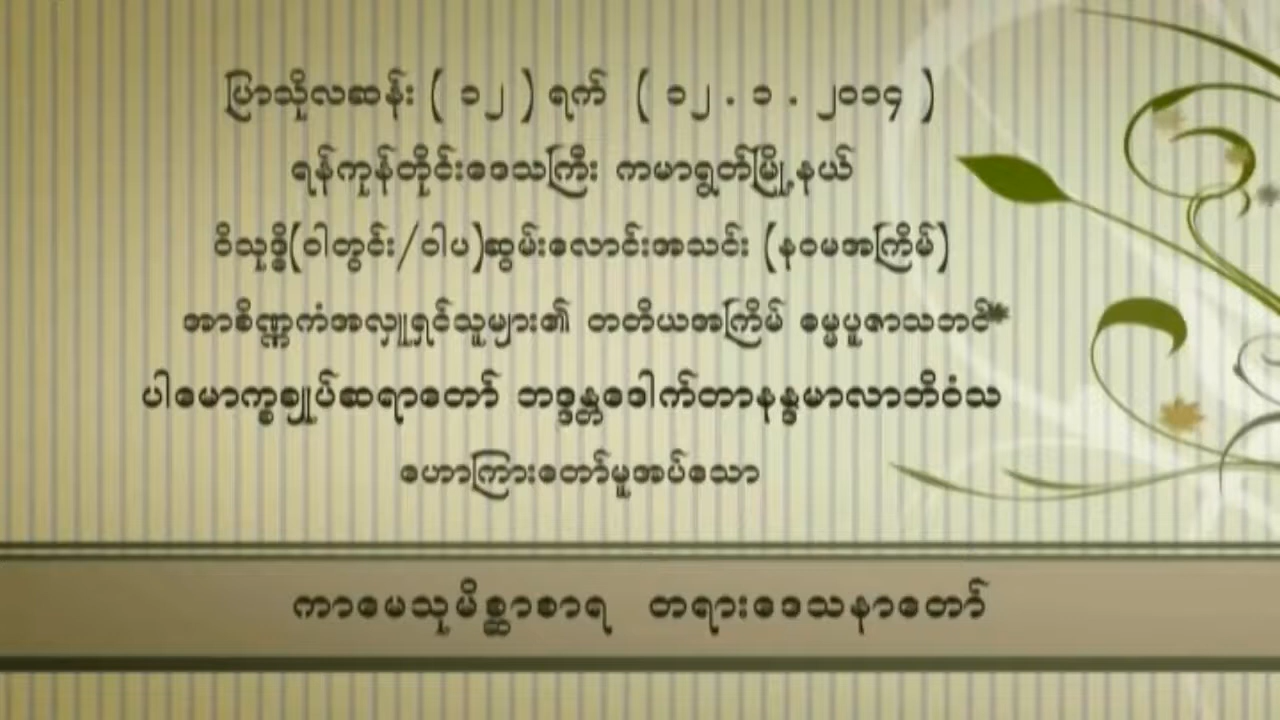 ပြာသိုလဆန်း ( ၁၂ ) ရက် ( ၁၂ . ၁ . ၂၀၁၄ )
ရန်ကုန်တိုင်းဒေသကြီး ကမာရွတ်မြို့နယ်
ဝိသုဒ္ဓိ(ဝါတွင်း/ဝါပ)ဆွမ်းလောင်းအသင်း (နဝမအကြိမ်)
အာစိဏ္ဏကံအလှူရှင်သူများ၏ တတိယအကြိမ် ဓမ္မပူဇာသဘင်
ပါမောက္ခချုပ်ဆရာတော် ဘဒ္ဒန္တဒေါက်တာနန္ဒမာလာဘိဝံသ
ဟောကြားတော်မူအပ်သော
ကာမေသုမိစ္ဆာစာရ တရားဒေသနာတော်